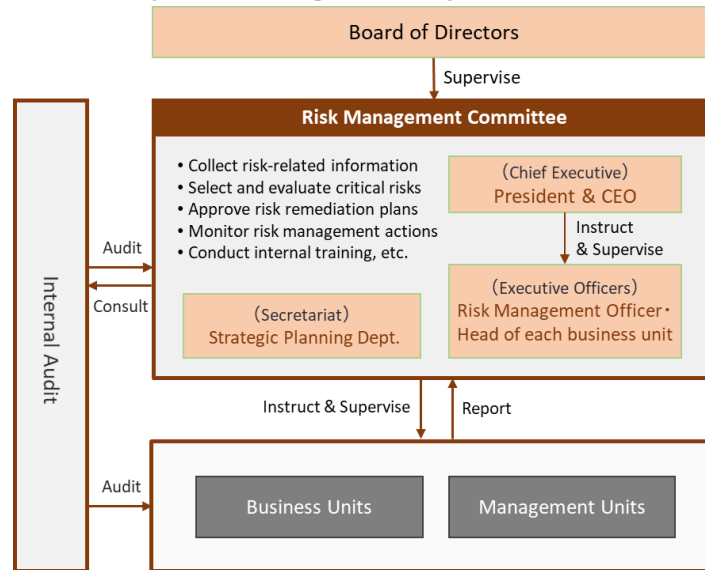 Board of Directors
Supervise
Risk Management Committee
• Collect risk-related information
• Select and evaluate critical risks
• Approve risk remediation plans
• Monitor risk management actions
• Conduct internal training, etc.
(Chief Executive)
President & CEO
Instruct
& Supervise
(Executive Officers)
Risk Management Officer・
Head of each business unit
(Secretariat)
Strategic Planning Dept.
Audit
Consult
Internal Audit
Instruct & Supervise
Report
Audit
Business Units
Management Units